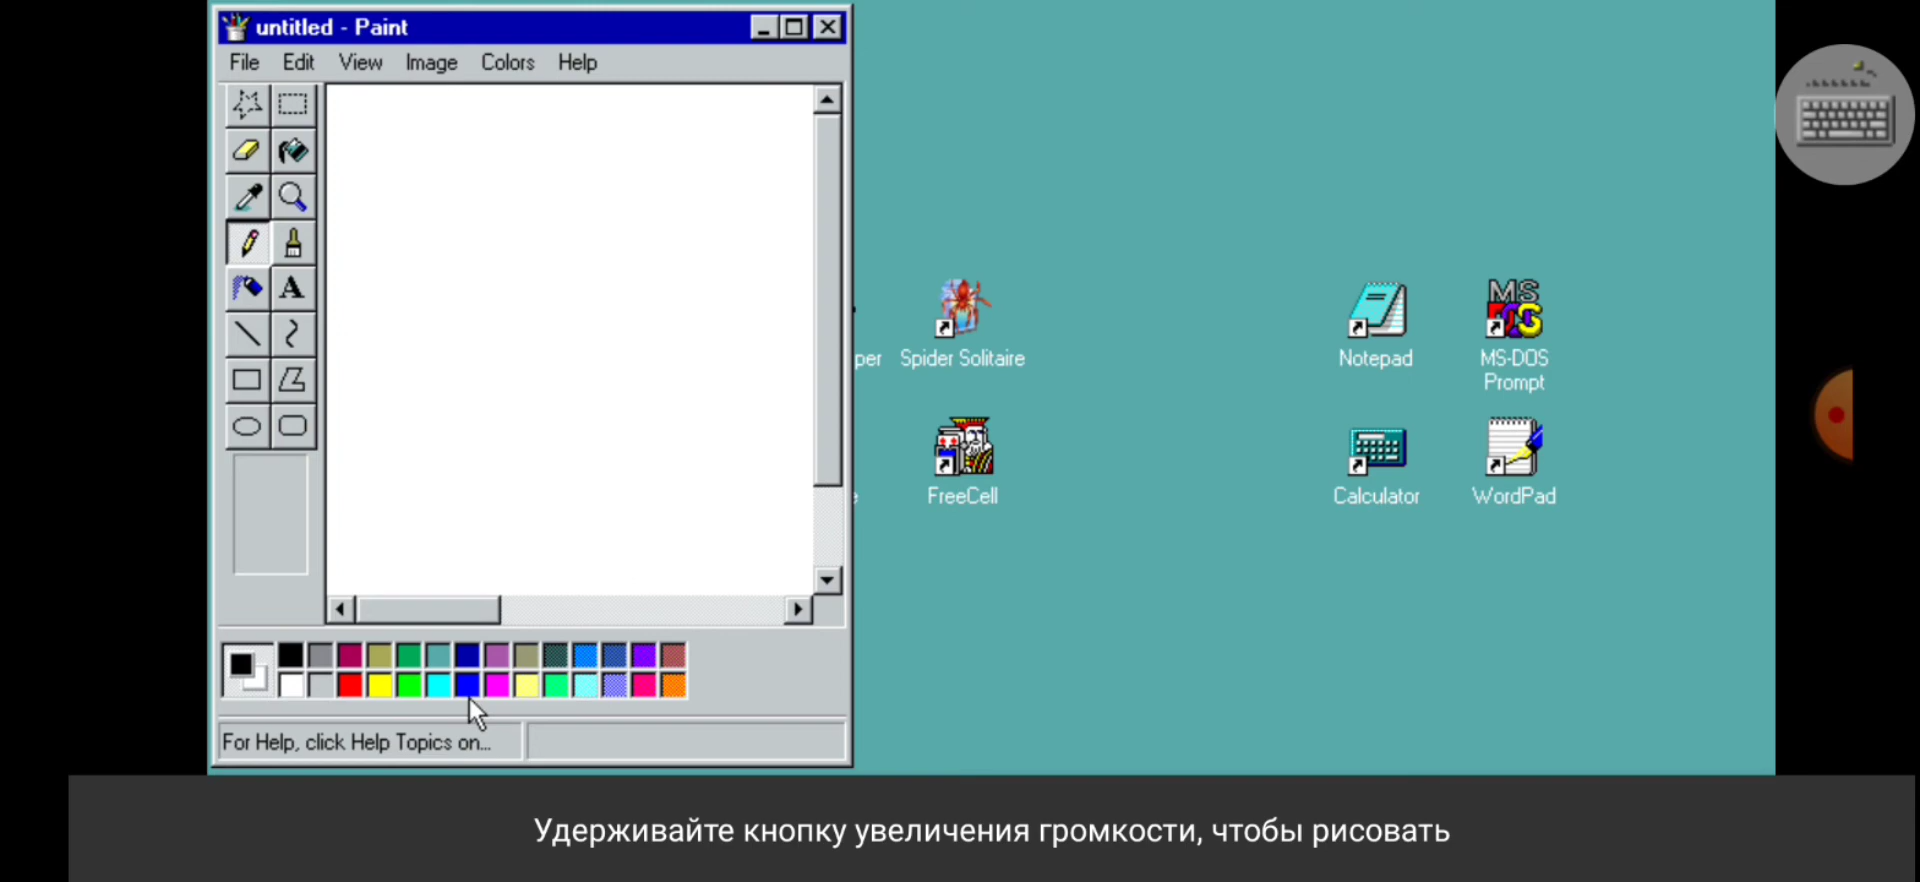 untitled - Paint
File Edit View Image Colors Help
A
per
Spider Solitaire
Notepad
MS-DOS
Prompt
e
FreeCell
Calculator
WordPad
For Help, click Help Topics on...
Удерживайте кнопку увеличения громкости, чтобы рисовать